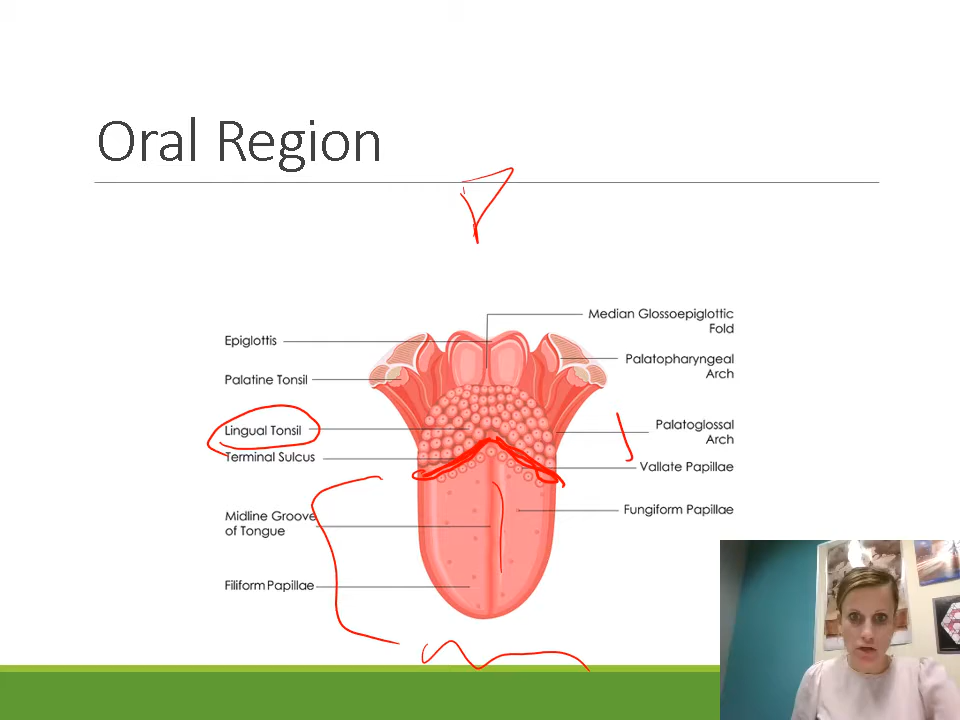 Oral Region
Median Glossoepiglottic
Fold
Epiglottis
Palatopharyngeal
Arch
Palatine Tonsil
Lingual Tonsil
Palatoglossal
Arch
Terminal Sulcus
Vallate Papillae
Midline Groove
of Tongue
Fungiform Papillae
Filiform Papillae